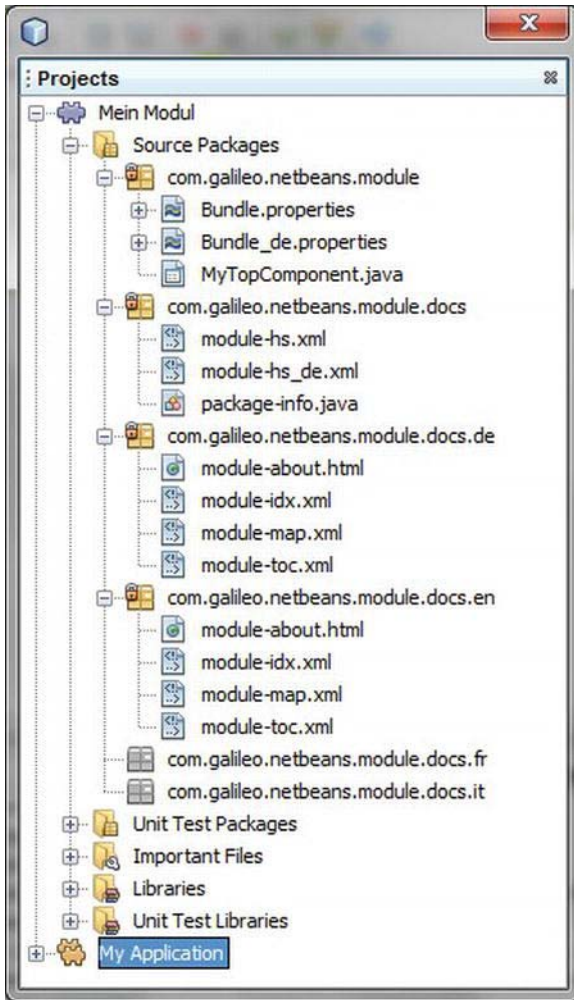 Projects
Mein Modul
Source Packages
com.galileo.netbeans.module
Bundle.properties
Bundle_de.properties
MyTopComponent.java
com.galileo.netbeans.module.docs
module-hs.xml
module-hs_de.xml
package-info.java
com.galileo.netbeans.module.docs.de
module-about.html
module-idx.xml
module-map.xml
module-toc.xml
com.galileo.netbeans.module.docs.en
module-about.html
module-idx.xml
module-map.xml
module-toc.xml
com.galileo.netbeans.module.docs.fr
com.galileo.netbeans.module.docs.it
Unit Test Packages
Important Files
Libraries
Unit Test Libraries
My Application